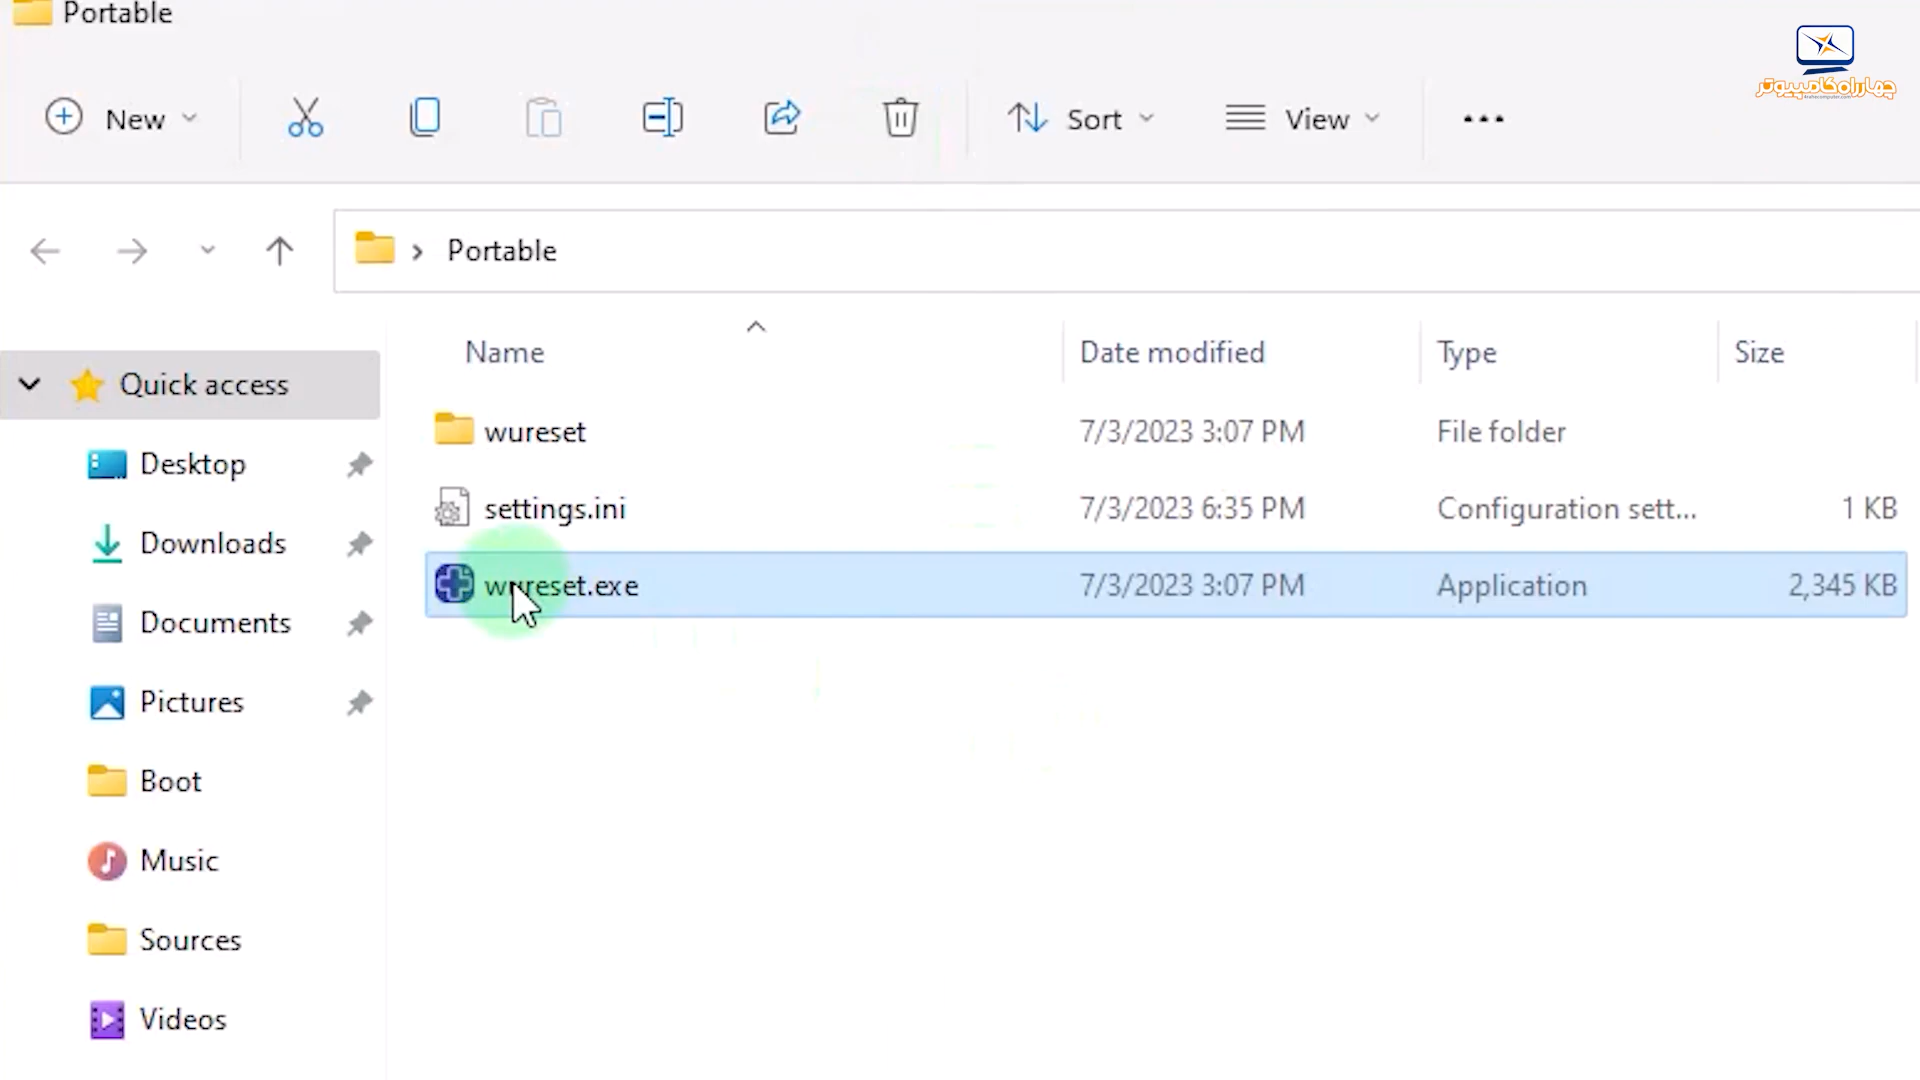 Portable
چهارراه کامپیوتر
New
Sort
View
Portable
Name
Date modified
Type
Size
Quick access
wureset
7/3/2023 3:07 PM
File folder
Desktop
settings.ini
7/3/2023 6:35 PM
Configuration sett...
1 KB
Downloads
wureset.exe
7/3/2023 3:07 PM
Application
2,345 KB
Documents
Pictures
Boot
Music
Sources
Videos